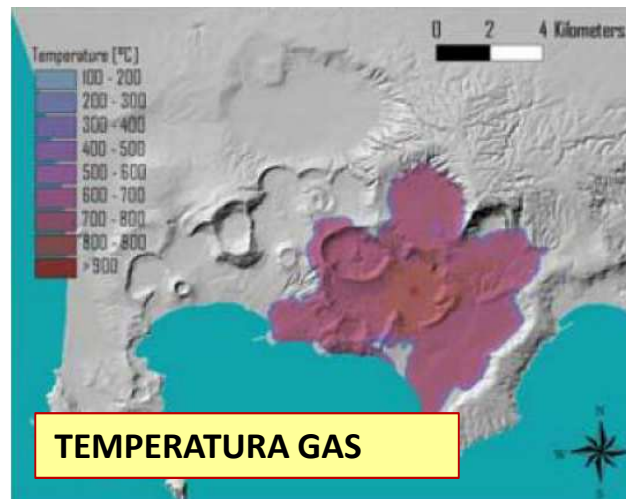 0 2 4 Kilometers
Temperature [°C]
100 - 200
200 - 300
300 - 400
400 - 500
500 - 600
600 - 700
700 - 800
800 - 800
>900
TEMPERATURA GAS
N
W
E
S